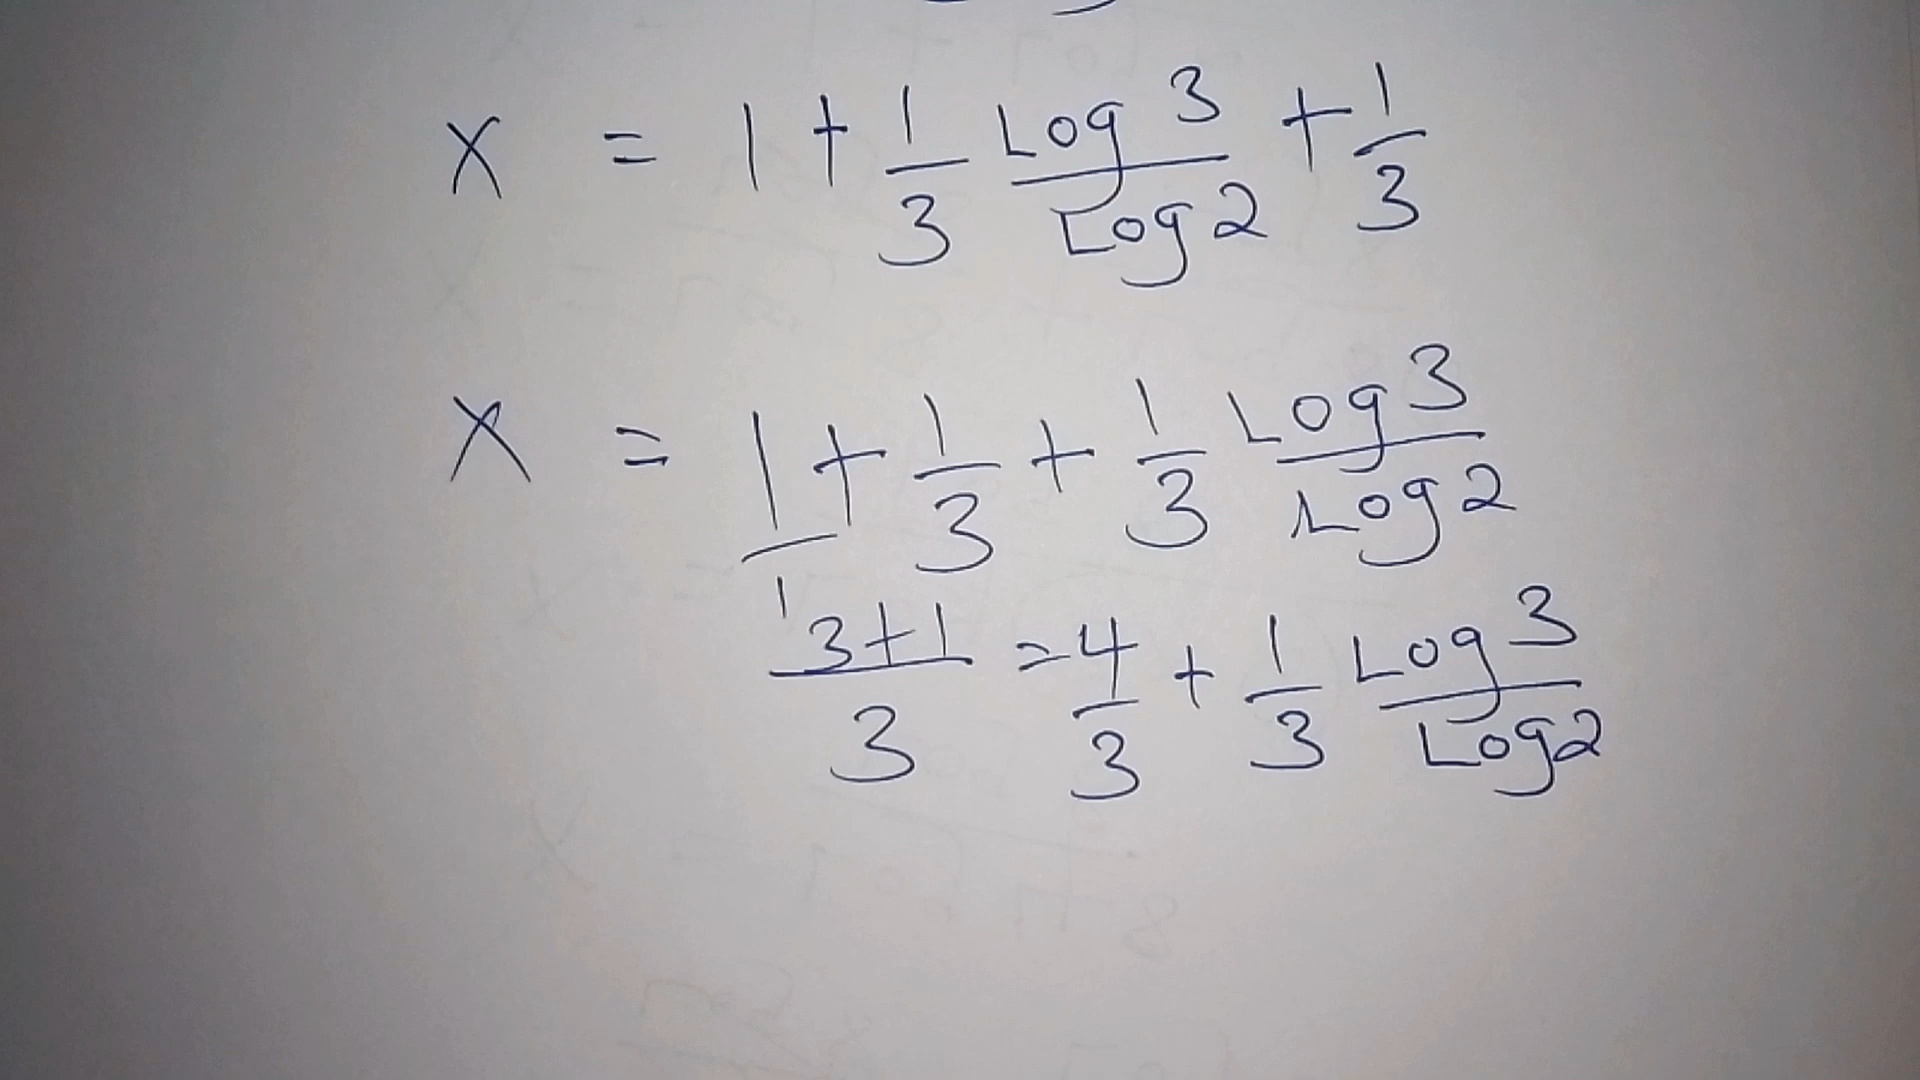 x = 1 + 1/3 Log 3/Log 2 + 1/3
x = 1/1 + 1/3 + 1/3 Log 3/Log 2
3+1/3 = 4/3 + 1/3 Log 3/Log 2